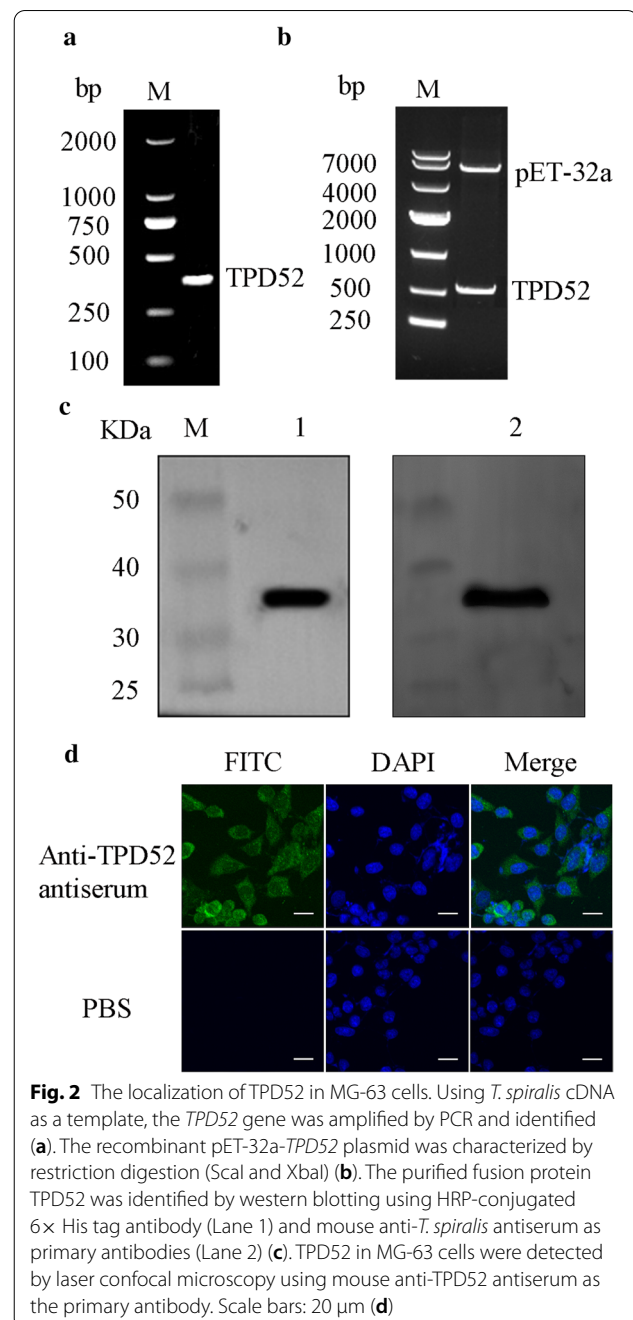 a
b
bp
M
2000
1000
750
500
250
100
TPD52
bp
M
7000
4000
2000
1000
500
250
pET-32a
TPD52
c
KDa
M
1
2
50
40
30
25
d
FITC
DAPI
Merge
Anti-TPD52
antiserum
PBS
Fig. 2 The localization of TPD52 in MG-63 cells. Using T. spiralis cDNA
as a template, the TPD52 gene was amplified by PCR and identified
(a). The recombinant pET-32a-TPD52 plasmid was characterized by
restriction digestion (ScaI and XbaI) (b). The purified fusion protein
TPD52 was identified by western blotting using HRP-conjugated
6× His tag antibody (Lane 1) and mouse anti-T. spiralis antiserum as
primary antibodies (Lane 2) (c). TPD52 in MG-63 cells were detected
by laser confocal microscopy using mouse anti-TPD52 antiserum as
the primary antibody. Scale bars: 20 µm (d)